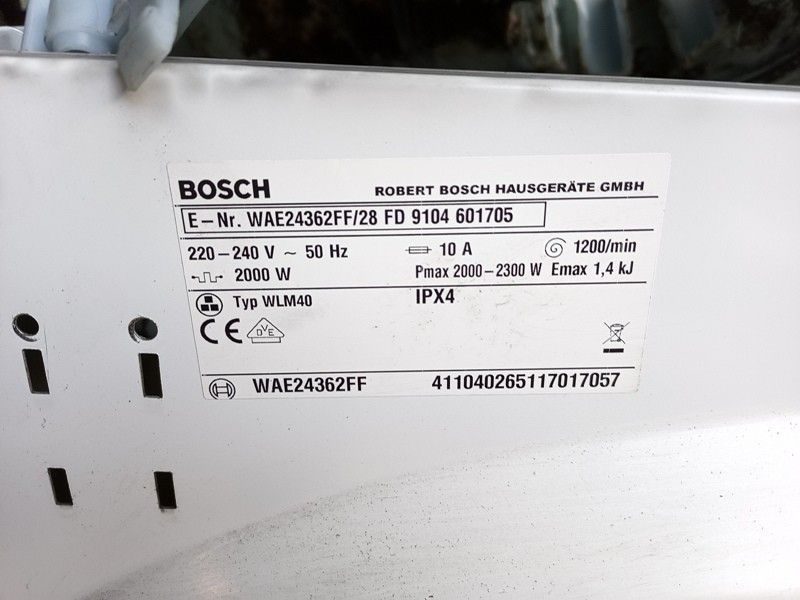 BOSCH ROBERT BOSCH HAUSGERÄTE GMBH
E-Nr. WAE24362FF/28 FD 9104 601705
220-240 V ~ 50 Hz 10 A 1200/min
2000 W Pmax 2000-2300 W Emax 1,4 kJ
Typ WLM40 IPX4
CE DVE
WAE24362FF 411040265117017057